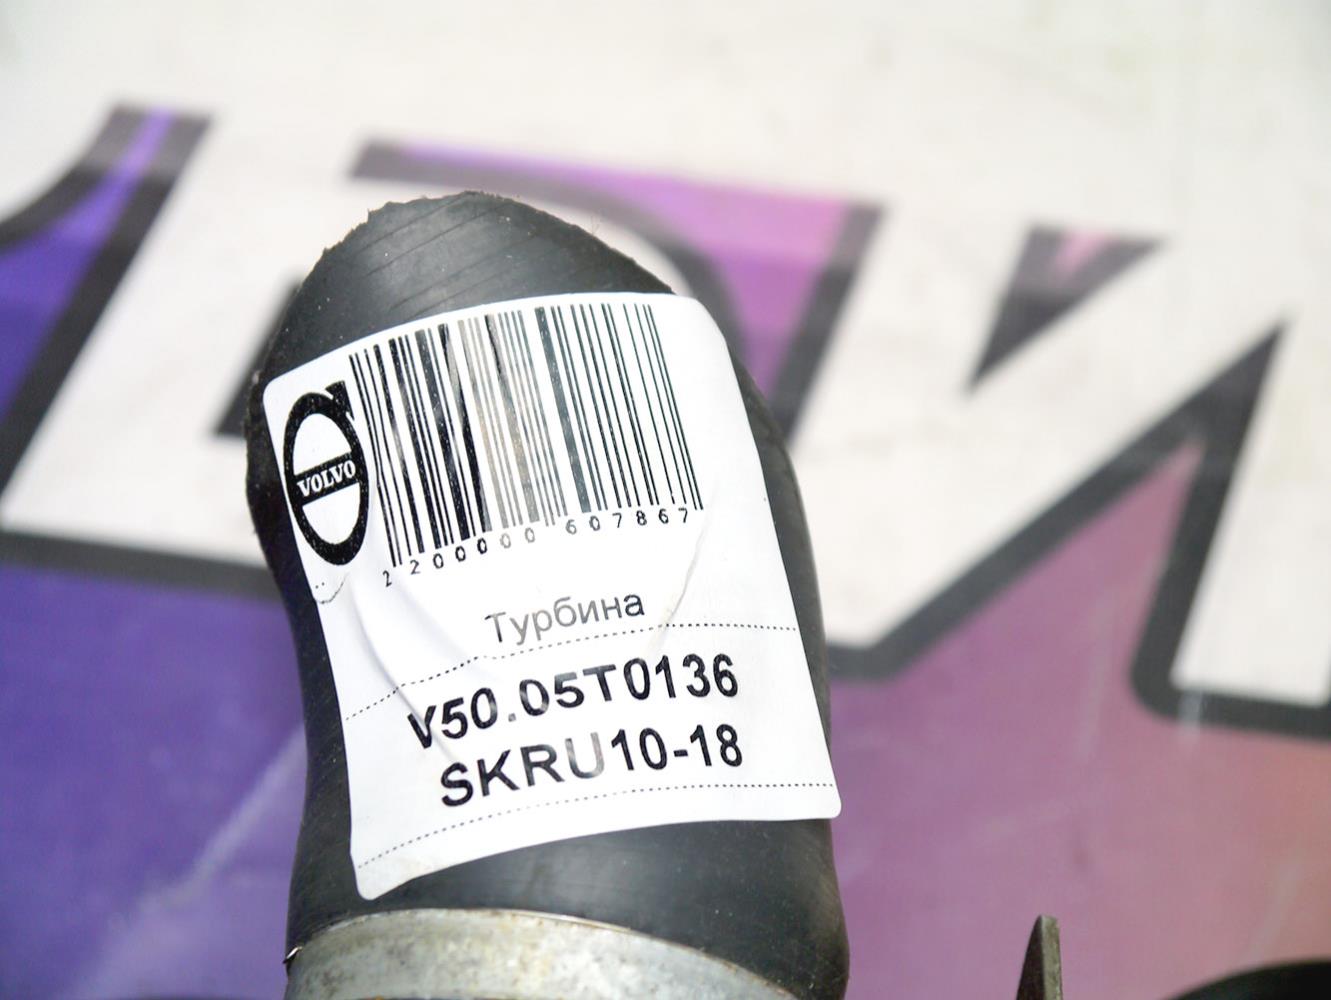 VOLVO
2200000607867
Турбина
V50.05T0136
SKRU10-18